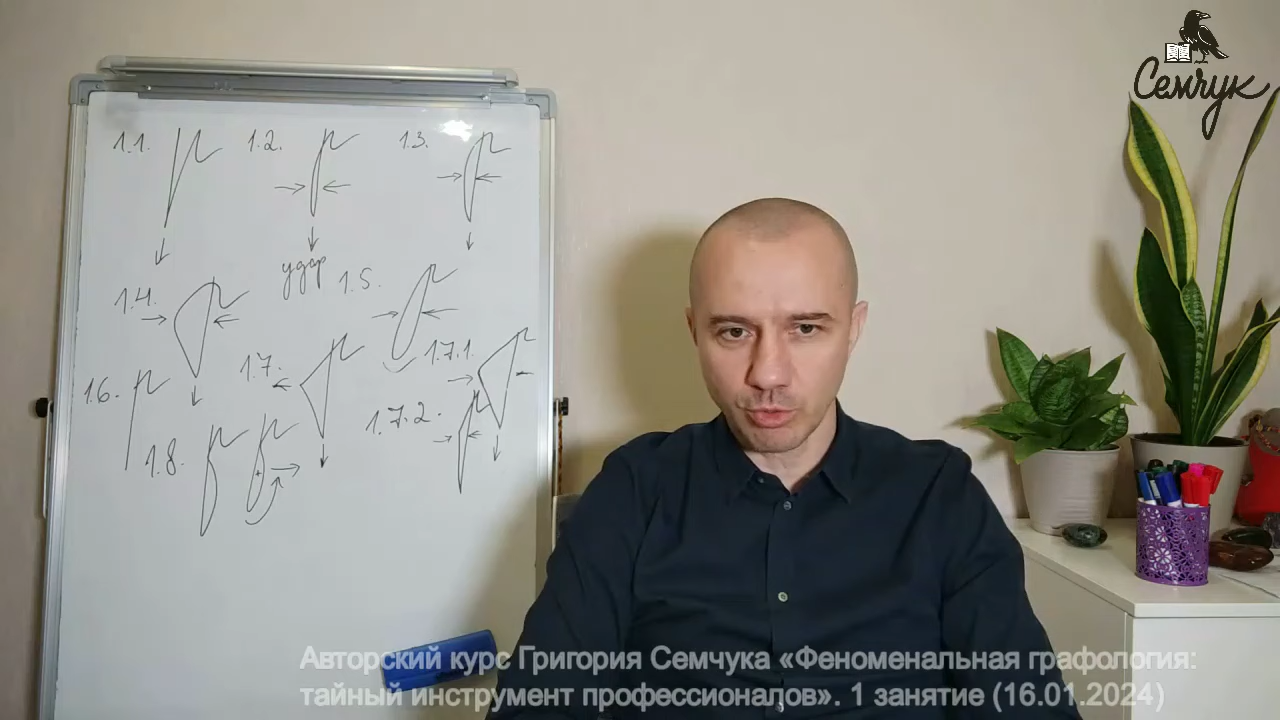 Семчук
1.1.
1.2.
1.3.
удар
1.4.
1.5.
1.6.
1.7.
1.7.1.
1.7.2.
1.8.
Авторский курс Григория Семчука «Феноменальная графология:
тайный инструмент профессионалов». 1 занятие (16.01.2024)